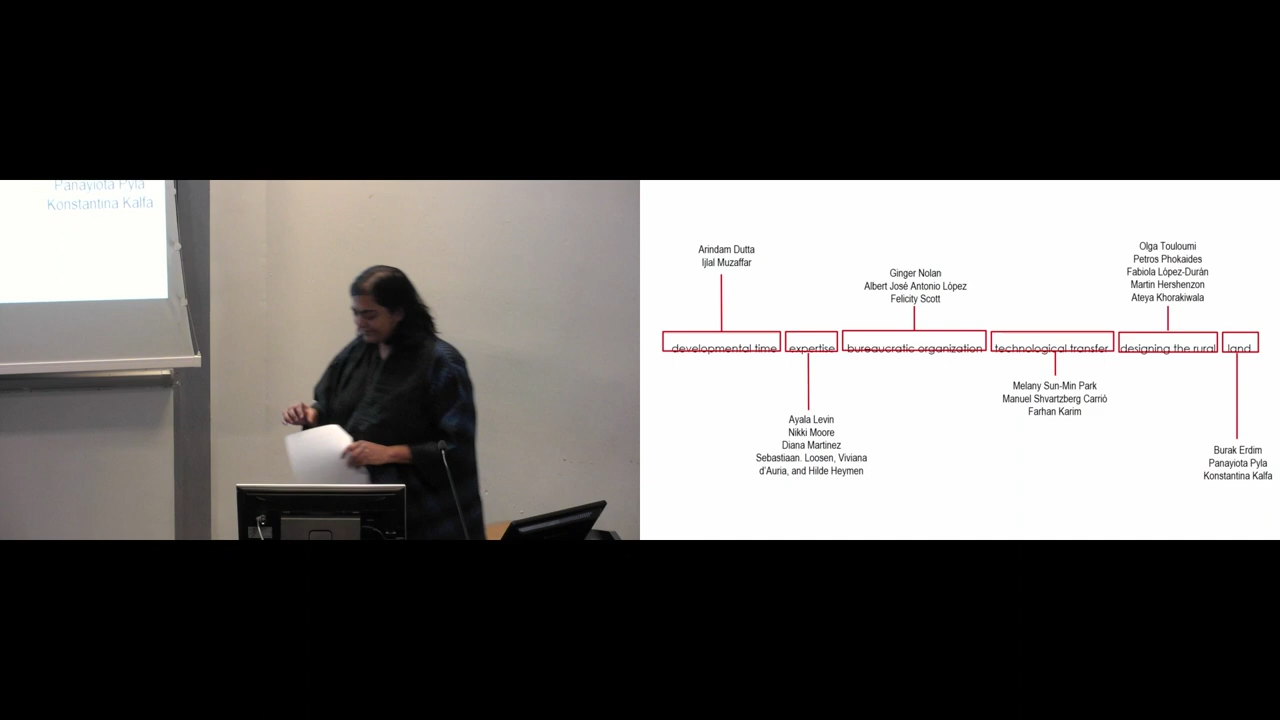 Panayiota Pyla
Konstantina Kalfa
Arindam Dutta
Ijlal Muzaffar
Ginger Nolan
Albert José Antonio López
Felicity Scott
Olga Touloumi
Petros Phokaides
Fabiola López-Durán
Martin Hershenzon
Ateya Khorakiwala
developmental time
expertise
bureaucratic organization
technological transfer
designing the rural
land
Ayala Levin
Nikki Moore
Diana Martinez
Sebastiaan. Loosen, Viviana
d'Auria, and Hilde Heymen
Melany Sun-Min Park
Manuel Shvartzberg Carrió
Farhan Karim
Burak Erdim
Panayiota Pyla
Konstantina Kalfa